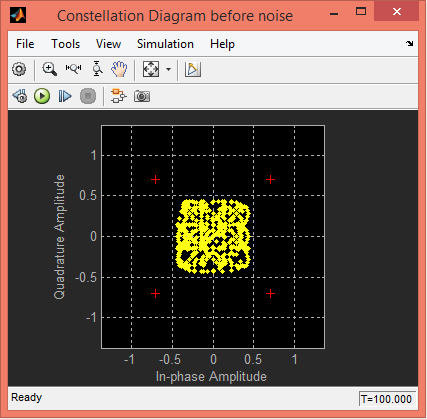 Constellation Diagram before noise
File Tools View Simulation Help
1
0.5
0
-0.5
-1
Quadrature Amplitude
-1 -0.5 0 0.5 1
In-phase Amplitude
Ready T=100.000